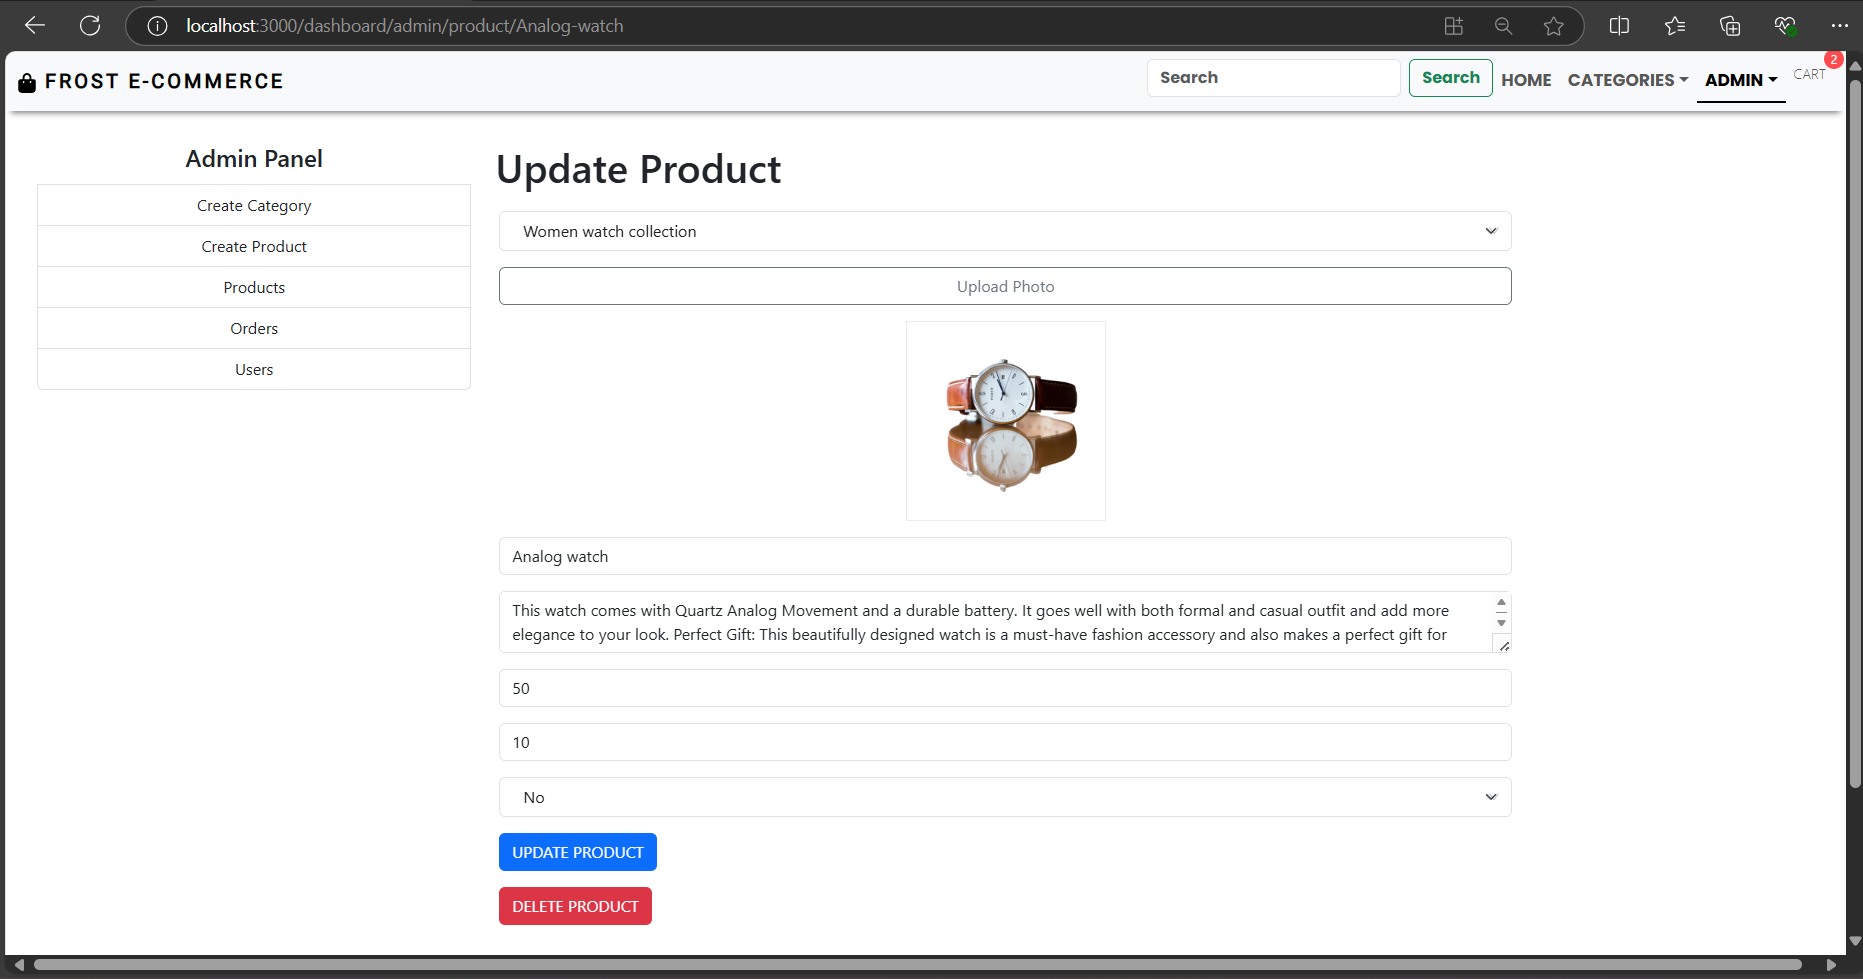 localhost:3000/dashboard/admin/product/Analog-watch
FROST E-COMMERCE
Search
Search
HOME
CATEGORIES
ADMIN
CART
2
Admin Panel
Create Category
Create Product
Products
Orders
Users
Update Product
Women watch collection
Upload Photo
Analog watch
This watch comes with Quartz Analog Movement and a durable battery. It goes well with both formal and casual outfit and add more
elegance to your look. Perfect Gift: This beautifully designed watch is a must-have fashion accessory and also makes a perfect gift for
50
10
No
UPDATE PRODUCT
DELETE PRODUCT